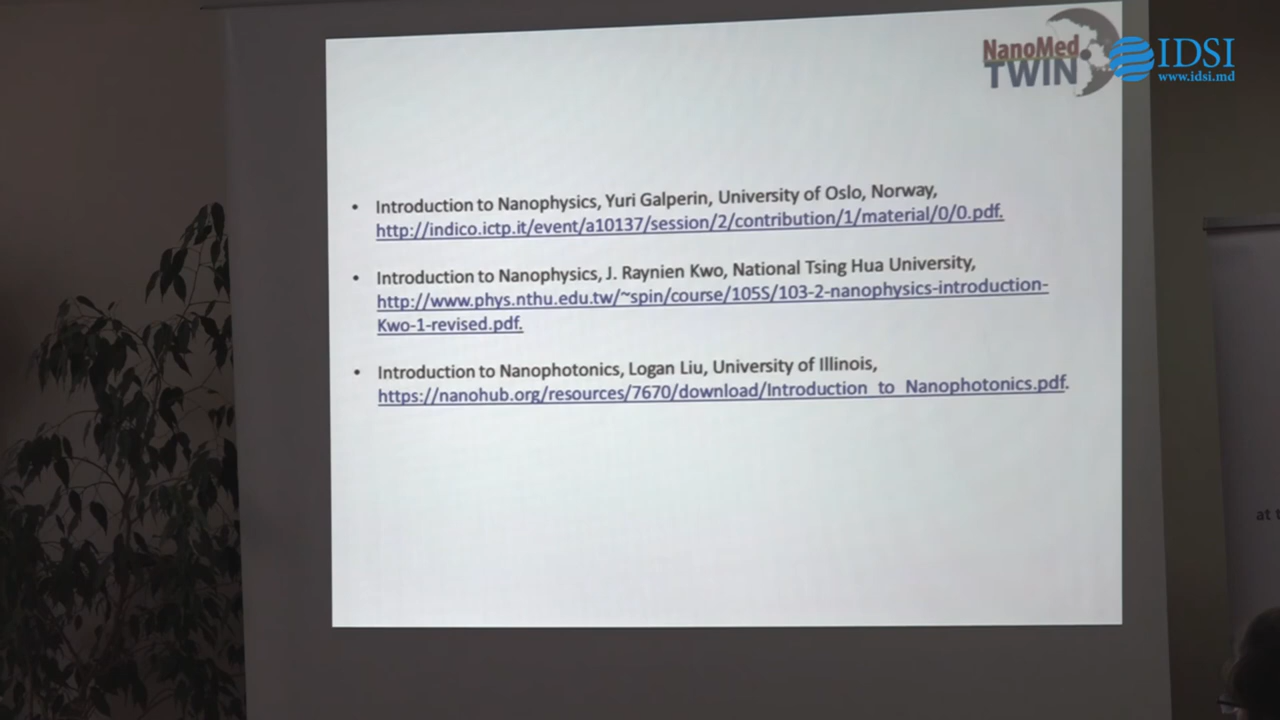 NanoMed
TWIN
IDSI
www.idsi.md
• Introduction to Nanophysics, Yuri Galperin, University of Oslo, Norway,
http://indico.ictp.it/event/a10137/session/2/contribution/1/material/0/0.pdf.
• Introduction to Nanophysics, J. Raynien Kwo, National Tsing Hua University,
http://www.phys.nthu.edu.tw/~spin/course/105S/103-2-nanophysics-introduction-
Kwo-1-revised.pdf.
• Introduction to Nanophotonics, Logan Liu, University of Illinois,
https://nanohub.org/resources/7670/download/Introduction_to_Nanophotonics.pdf.
at